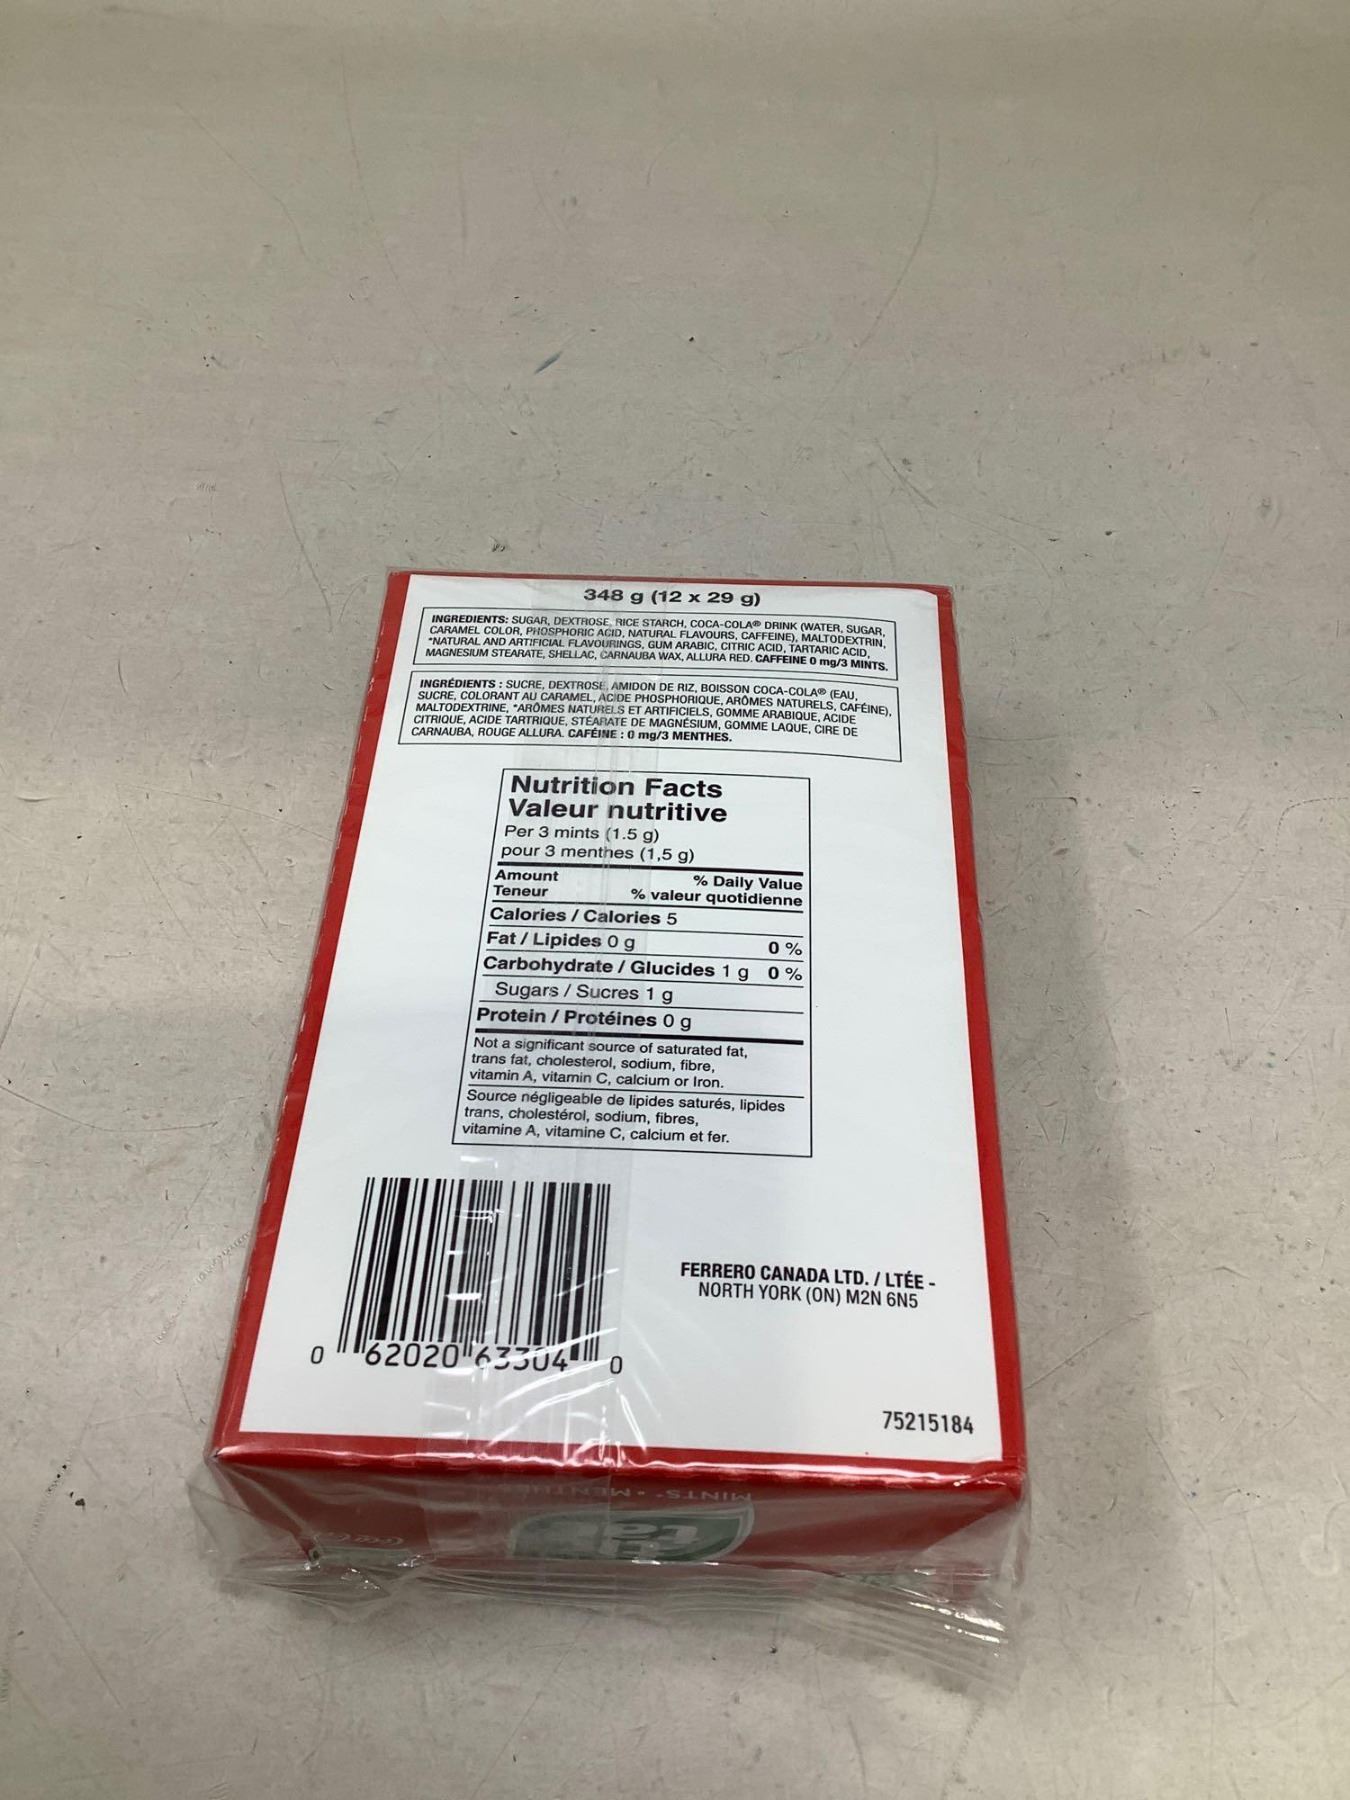 348 g (12 x 29 g)
INGREDIENTS: SUGAR, DEXTROSE, RICE STARCH, COCA-COLA® DRINK (WATER, SUGAR,
CARAMEL COLOR, PHOSPHORIC ACID, NATURAL FLAVOURS, CAFFEINE), MALTODEXTRIN,
*NATURAL AND ARTIFICIAL FLAVOURINGS, GUM ARABIC, CITRIC ACID, TARTARIC ACID,
MAGNESIUM STEARATE, SHELLAC, CARNAUBA WAX, ALLURA RED. CAFFEINE 0 mg/3 MINTS.
INGRÉDIENTS : SUCRE, DEXTROSE, AMIDON DE RIZ, BOISSON COCA-COLA® (EAU,
SUCRE, COLORANT AU CARAMEL, ACIDE PHOSPHORIQUE, ARÔMES NATURELS, CAFÉINE),
MALTODEXTRINE, *ARÔMES NATURELS ET ARTIFICIELS, GOMME ARABIQUE, ACIDE
CITRIQUE, ACIDE TARTRIQUE, STÉARATE DE MAGNÉSIUM, GOMME LAQUE, CIRE DE
CARNAUBA, ROUGE ALLURA. CAFÉINE : 0 mg/3 MENTHES.
Nutrition Facts
Valeur nutritive
Per 3 mints (1.5 g)
pour 3 menthes (1,5 g)
Amount % Daily Value
Teneur % valeur quotidienne
Calories / Calories 5
Fat / Lipides 0 g 0 %
Carbohydrate / Glucides 1 g 0 %
Sugars / Sucres 1 g
Protein / Protéines 0 g
Not a significant source of saturated fat,
trans fat, cholesterol, sodium, fibre,
vitamin A, vitamin C, calcium or Iron.
Source négligeable de lipides saturés, lipides
trans, cholestérol, sodium, fibres,
vitamine A, vitamine C, calcium et fer.
FERRERO CANADA LTD. / LTÉE -
NORTH YORK (ON) M2N 6N5
0 62020 63304 0
75215184
MINTS* • MENTHES
tic
tac
Coca-Cola